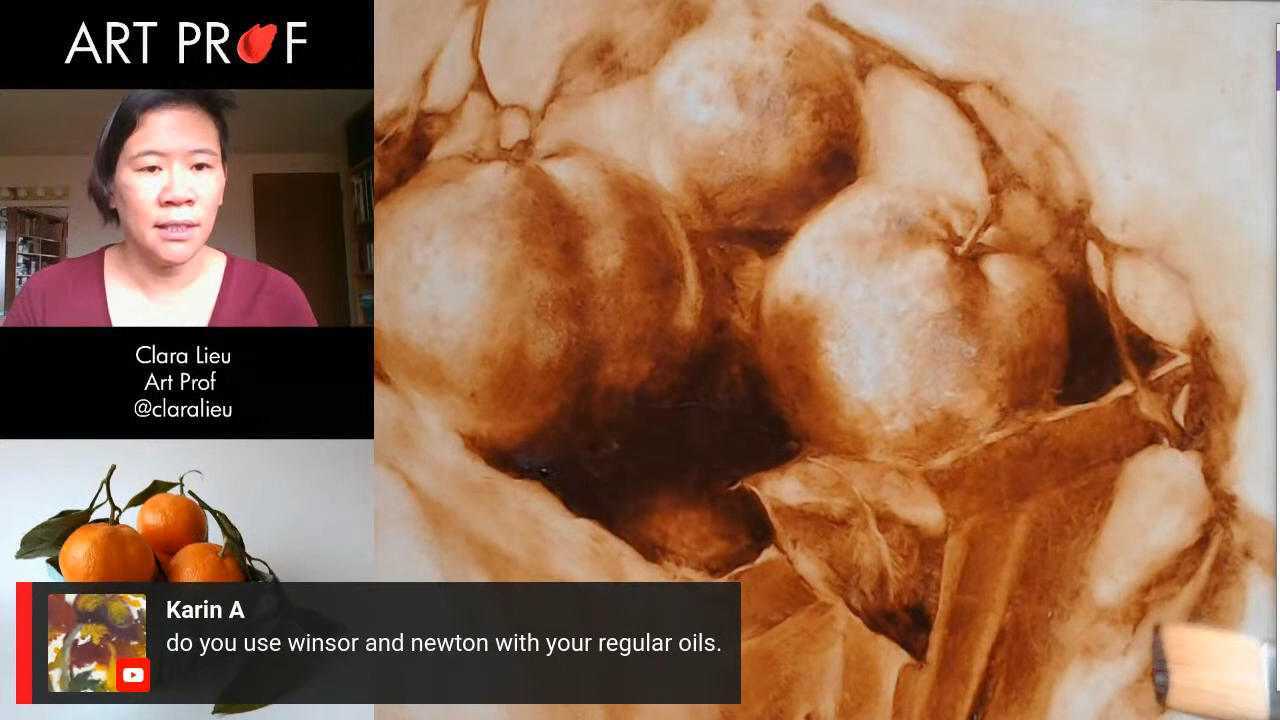 ART PROF
Clara Lieu
Art Prof
@claralieu
Karin A
do you use winsor and newton with your regular oils.